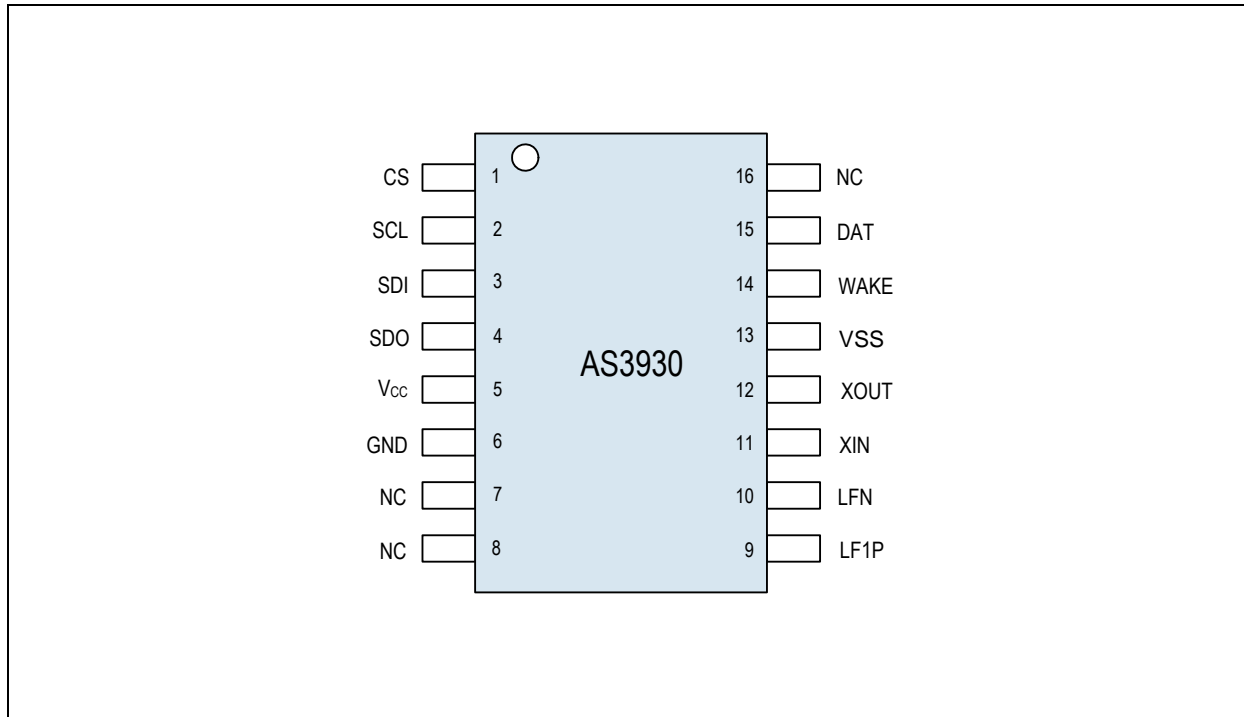 CS 1 16 NC
SCL 2 15 DAT
SDI 3 14 WAKE
SDO 4 13 VSS
AS3930
Vcc 5 12 XOUT
GND 6 11 XIN
NC 7 10 LFN
NC 8 9 LF1P